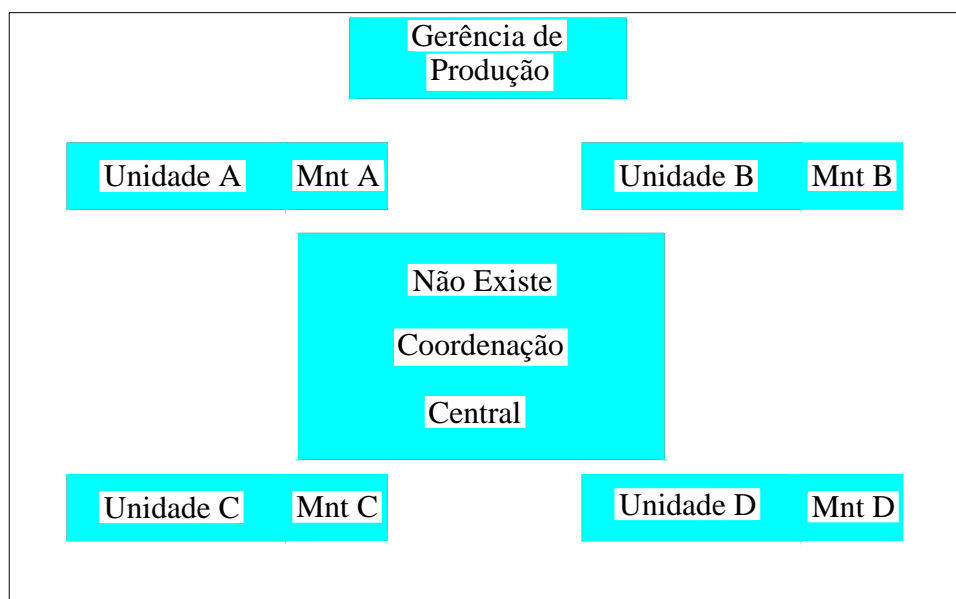 Gerência de
Produção
Unidade A
Mnt A
Unidade B
Mnt B
Não Existe
Coordenação
Central
Unidade C
Mnt C
Unidade D
Mnt D